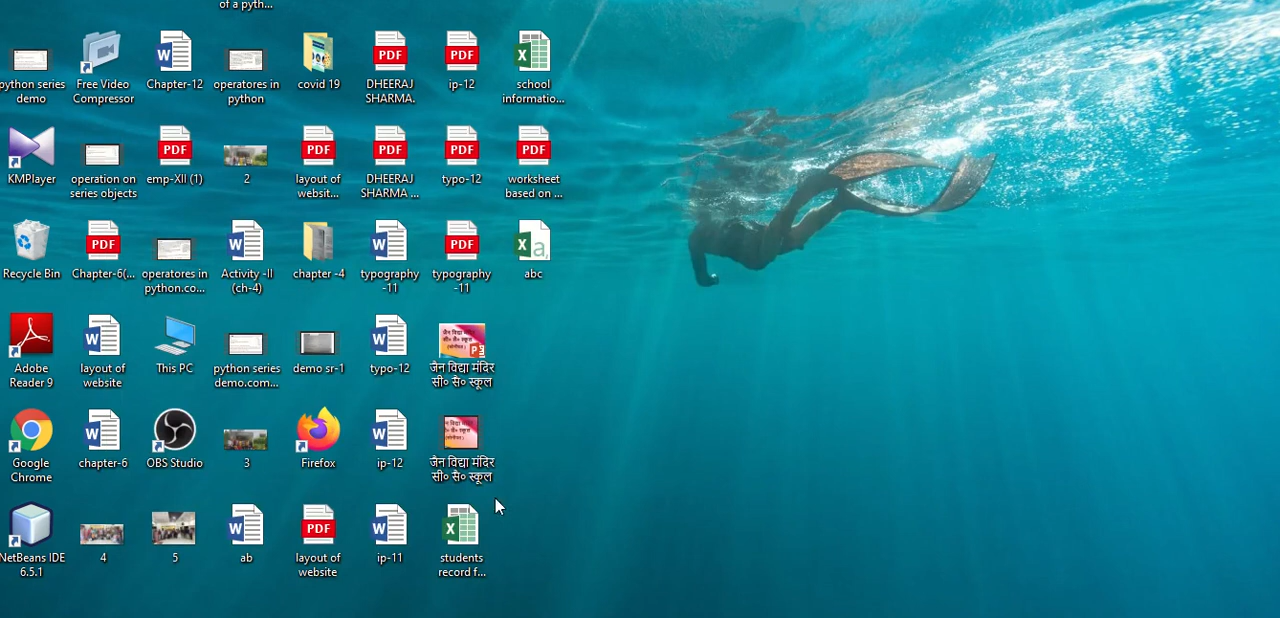 of a pyth...
python series
demo
Free Video
Compressor
Chapter-12
operatores in
python
covid 19
PDF
DHEERAJ
SHARMA.
PDF
ip-12
school
informatio...
KMPlayer
operation on
series objects
PDF
emp-XII (1)
2
PDF
layout of
websit...
PDF
DHEERAJ
SHARMA ...
PDF
typo-12
PDF
worksheet
based on ...
Recycle Bin
PDF
Chapter-6(...
operatores in
python.co...
Activity -II
(ch-4)
chapter -4
typography
-11
PDF
typography
-11
abc
Adobe
Reader 9
layout of
website
This PC
python series
demo.com...
demo sr-1
typo-12
जैन विद्या मंदिर
सी० सै० स्कूल
Google
Chrome
chapter-6
OBS Studio
3
Firefox
ip-12
जैन विद्या मंदिर
सी० सै० स्कूल
NetBeans IDE
6.5.1
4
5
ab
PDF
layout of
website
ip-11
students
record f...